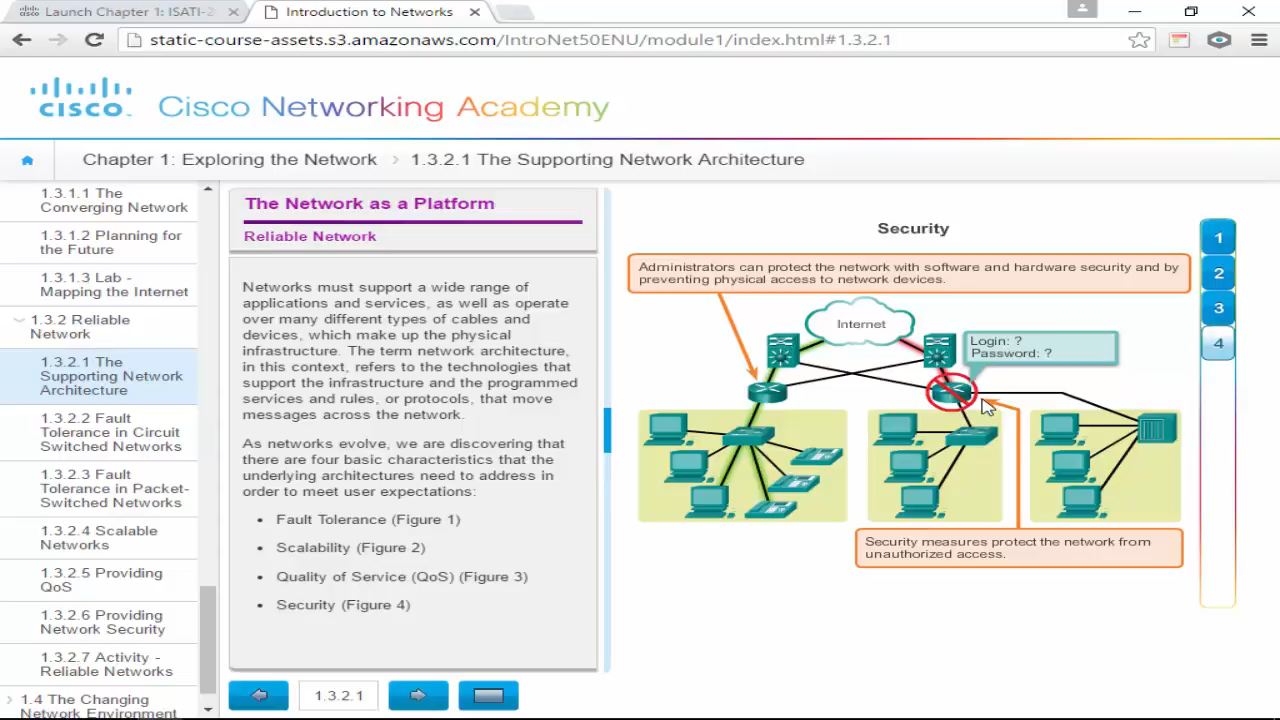 Launch Chapter 1: ISATI-2
Introduction to Networks
static-course-assets.s3.amazonaws.com/IntroNet50ENU/module1/index.html#1.3.2.1
CISCO
Cisco Networking Academy
Chapter 1: Exploring the Network > 1.3.2.1 The Supporting Network Architecture
1.3.1.1 The
Converging Network
1.3.1.2 Planning for
the Future
1.3.1.3 Lab -
Mapping the Internet
1.3.2 Reliable
Network
1.3.2.1 The
Supporting Network
Architecture
1.3.2.2 Fault
Tolerance in Circuit
Switched Networks
1.3.2.3 Fault
Tolerance in Packet-
Switched Networks
1.3.2.4 Scalable
Networks
1.3.2.5 Providing
QoS
1.3.2.6 Providing
Network Security
1.3.2.7 Activity -
Reliable Networks
1.4 The Changing
Network Environment
The Network as a Platform
Reliable Network
Networks must support a wide range of
applications and services, as well as operate
over many different types of cables and
devices, which make up the physical
infrastructure. The term network architecture,
in this context, refers to the technologies that
support the infrastructure and the programmed
services and rules, or protocols, that move
messages across the network.
As networks evolve, we are discovering that
there are four basic characteristics that the
underlying architectures need to address in
order to meet user expectations:
• Fault Tolerance (Figure 1)
• Scalability (Figure 2)
• Quality of Service (QoS) (Figure 3)
• Security (Figure 4)
1.3.2.1
Security
Administrators can protect the network with software and hardware security and by
preventing physical access to network devices.
Internet
Login: ?
Password: ?
Security measures protect the network from
unauthorized access.
1
2
3
4